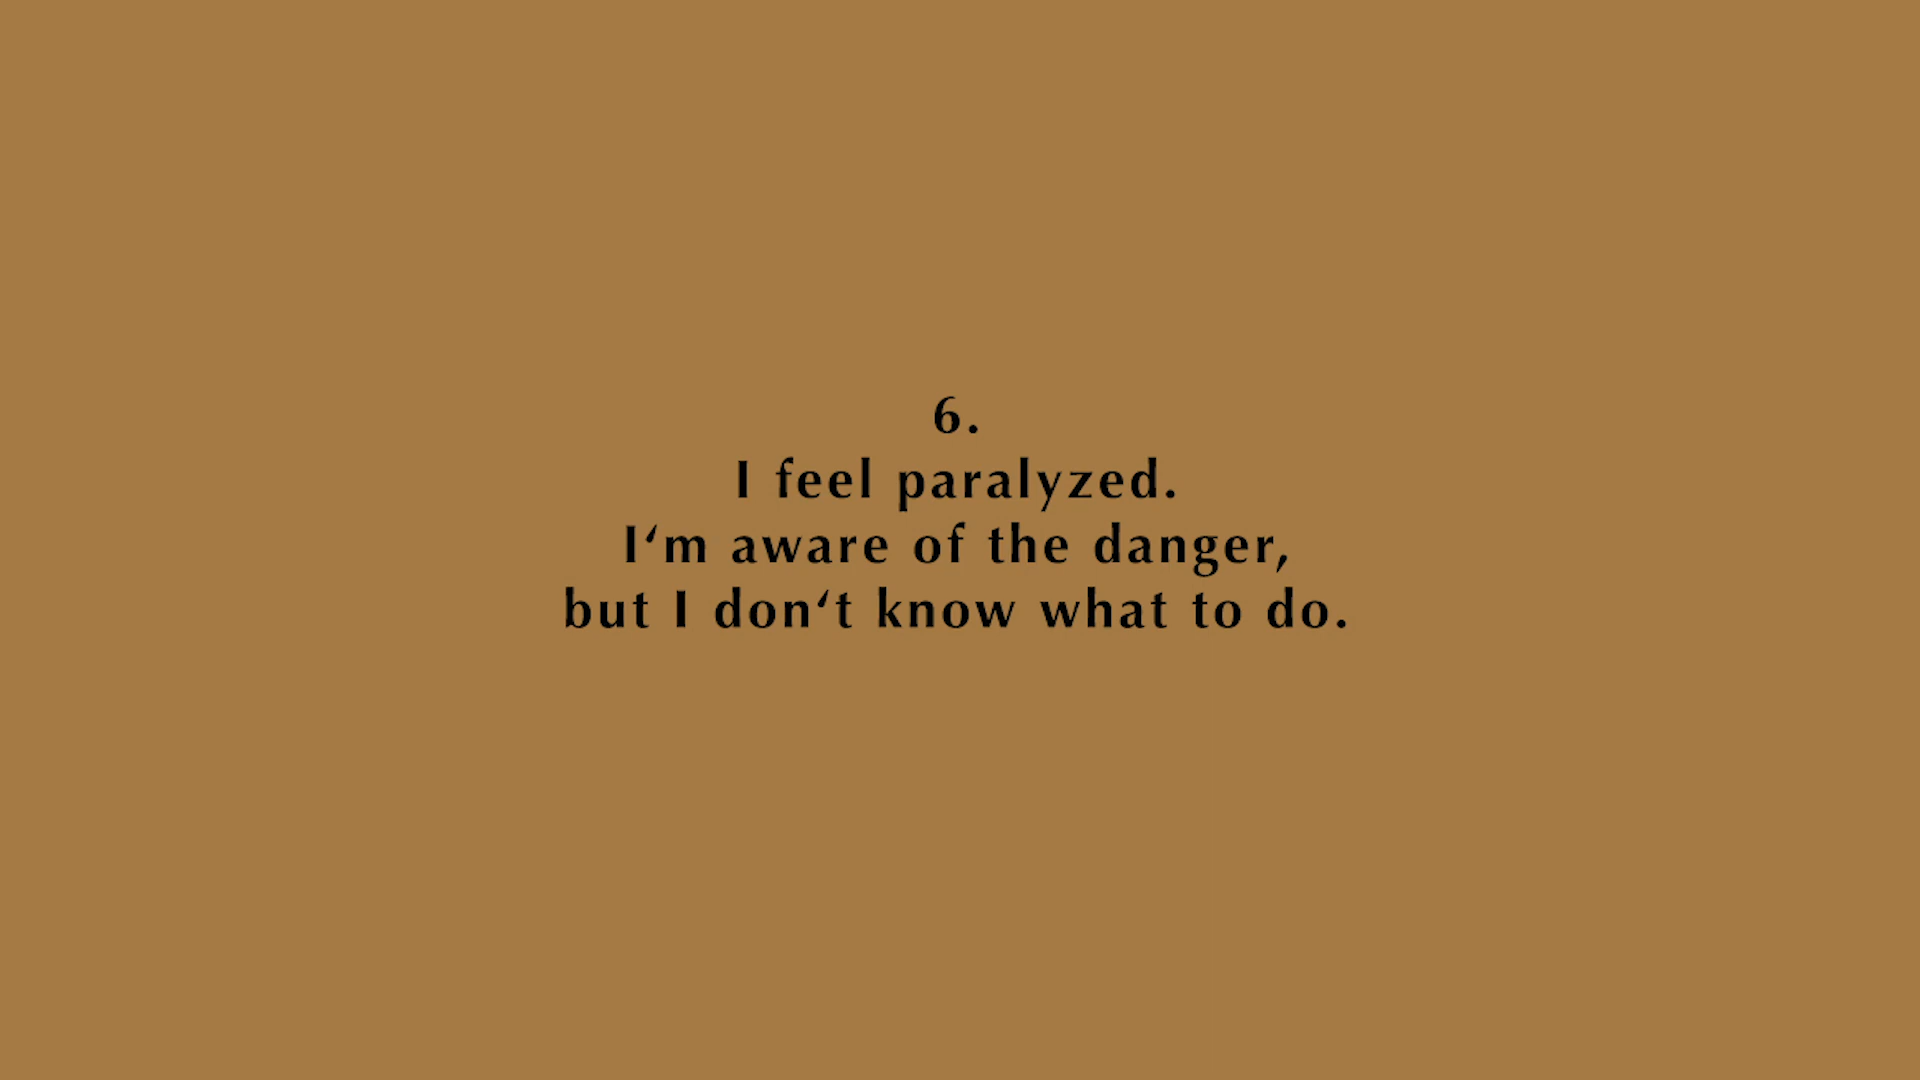 6.
I feel paralyzed.
I‘m aware of the danger,
but I don‘t know what to do.